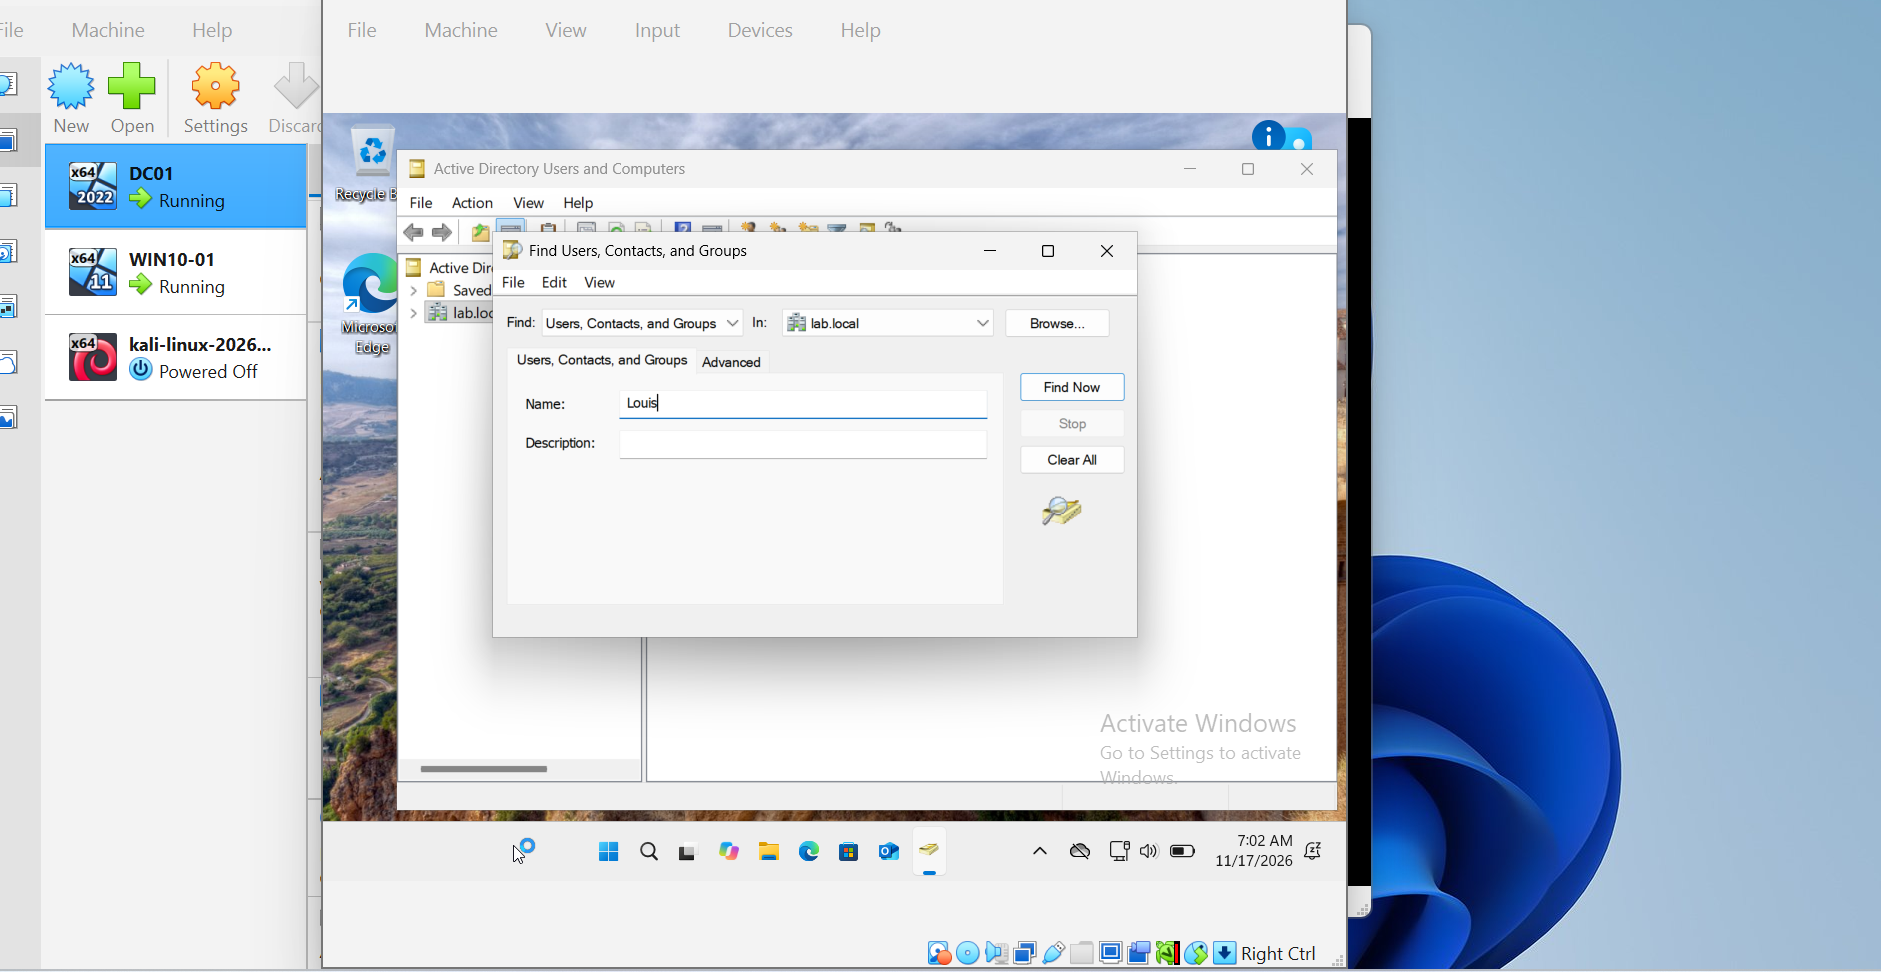 File Machine Help
New Open Settings Discard
x64 2022 DC01
Running
x64 11 WIN10-01
Running
x64 kali-linux-2026...
Powered Off
File Machine View Input Devices Help
Recycle B
Microso
Edge
Active Directory Users and Computers
File Action View Help
Active Dir
Saved
lab.loc
Find Users, Contacts, and Groups
File Edit View
Find: Users, Contacts, and Groups In: lab.local Browse...
Users, Contacts, and Groups Advanced
Name: Louis
Description:
Find Now
Stop
Clear All
Activate Windows
Go to Settings to activate
Windows.
7:02 AM
11/17/2026
Right Ctrl